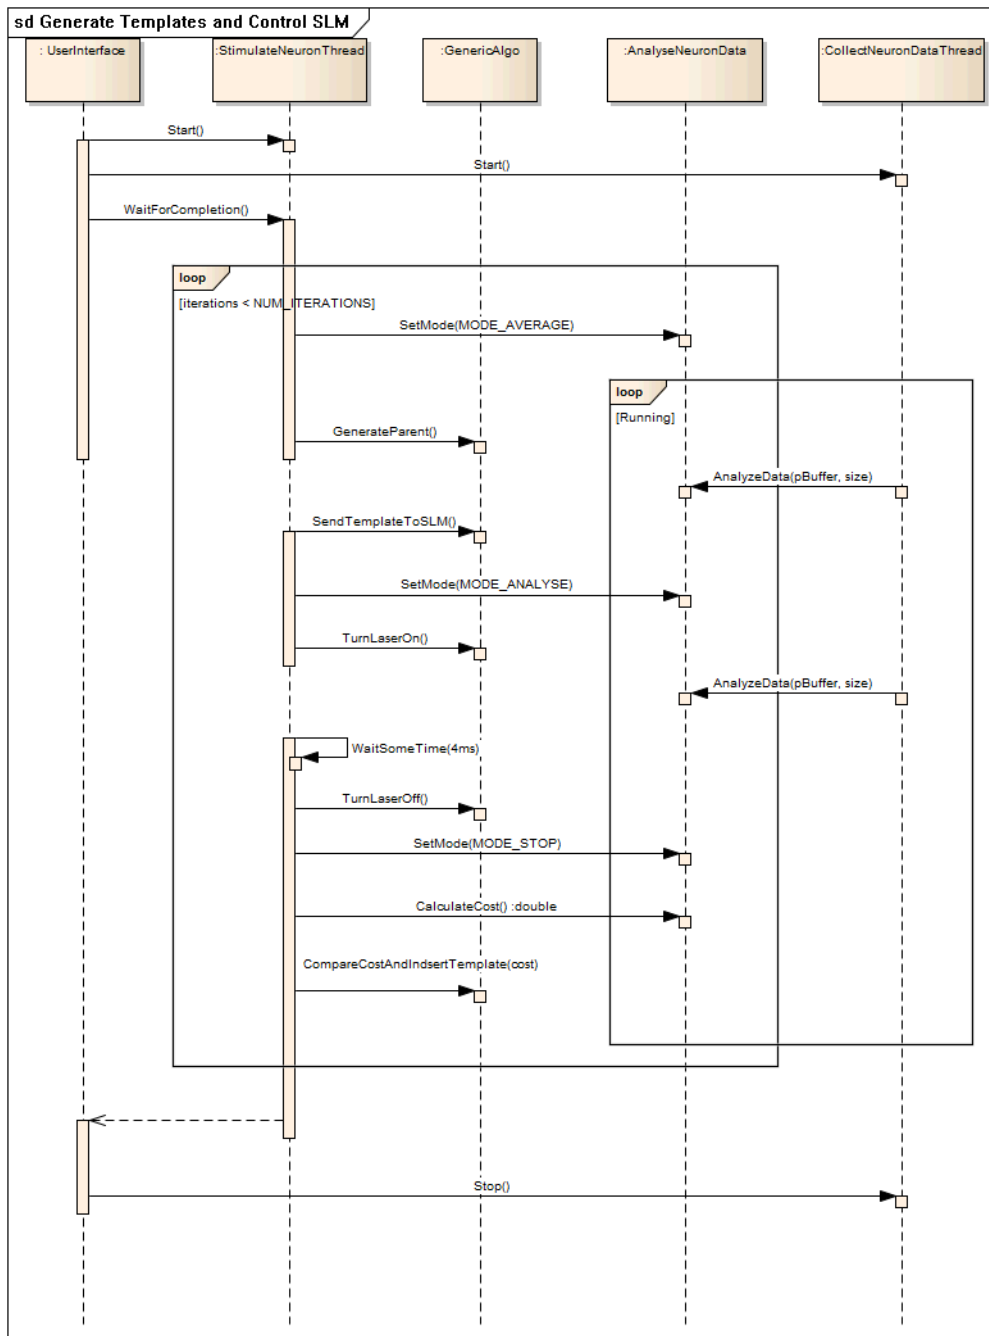 sd Generate Templates and Control SLM
: UserInterface
:StimulateNeuronThread
:GenericAlgo
:AnalyseNeuronData
:CollectNeuronDataThread
Start()
Start()
WaitForCompletion()
loop
[iterations < NUM_ITERATIONS]
SetMode(MODE_AVERAGE)
loop
[Running]
GenerateParent()
AnalyzeData(pBuffer, size)
SendTemplateToSLM()
SetMode(MODE_ANALYSE)
TurnLaserOn()
AnalyzeData(pBuffer, size)
WaitSomeTime(4ms)
TurnLaserOff()
SetMode(MODE_STOP)
CalculateCost() :double
CompareCostAndIndsertTemplate(cost)
Stop()